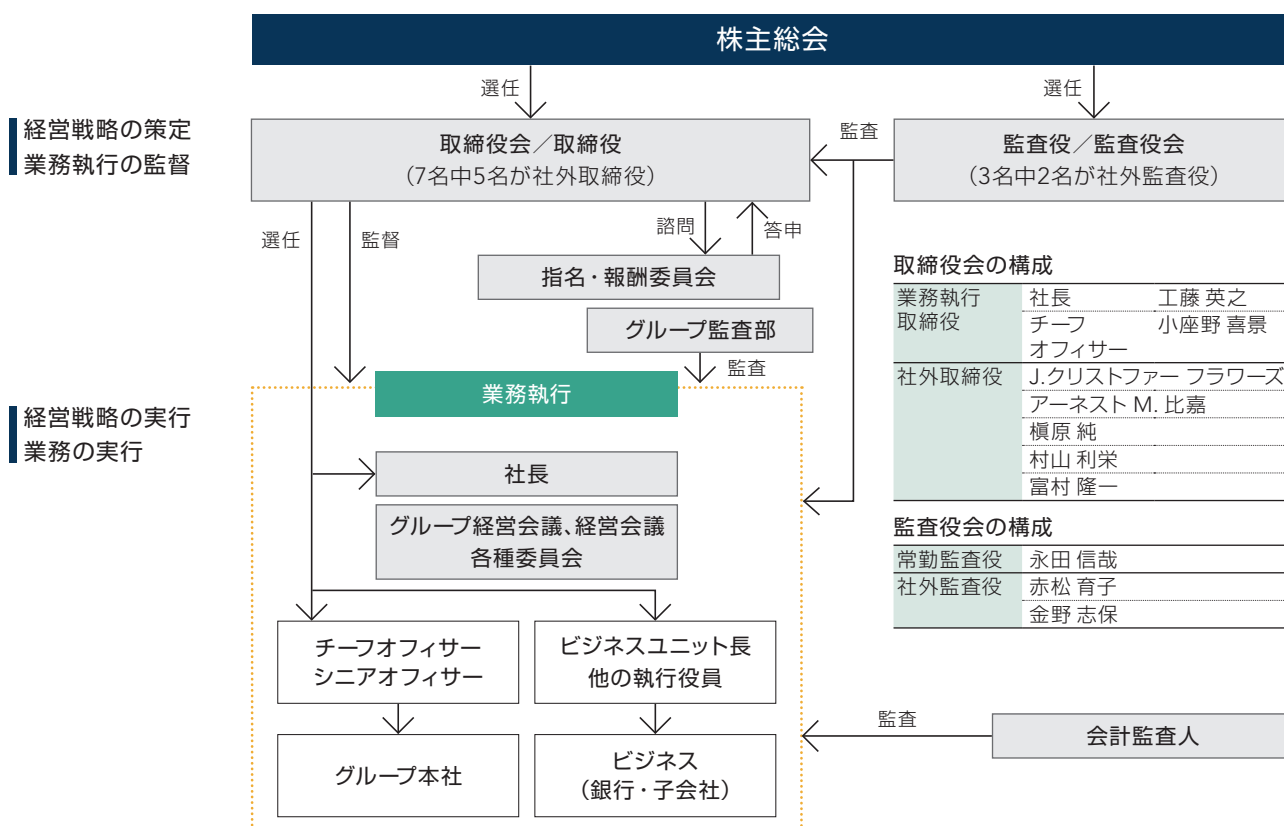 株主総会
選任
選任
経営戦略の策定
業務執行の監督
取締役会／取締役
（7名中5名が社外取締役）
監査
監査役／監査役会
（3名中2名が社外監査役）
選任
監督
諮問
答申
指名・報酬委員会
グループ監査部
監査
取締役会の構成
業務執行
取締役
社長 工藤 英之
チーフ
オフィサー
小座野 喜景
社外取締役
J.クリストファー フラワーズ
アーネスト M. 比嘉
槇原 純
村山 利栄
富村 隆一
監査役会の構成
常勤監査役 永田 信哉
社外監査役 赤松 育子
金野 志保
経営戦略の実行
業務の実行
業務執行
社長
グループ経営会議、経営会議
各種委員会
チーフオフィサー
シニアオフィサー
ビジネスユニット長
他の執行役員
グループ本社
ビジネス
（銀行・子会社）
監査
会計監査人